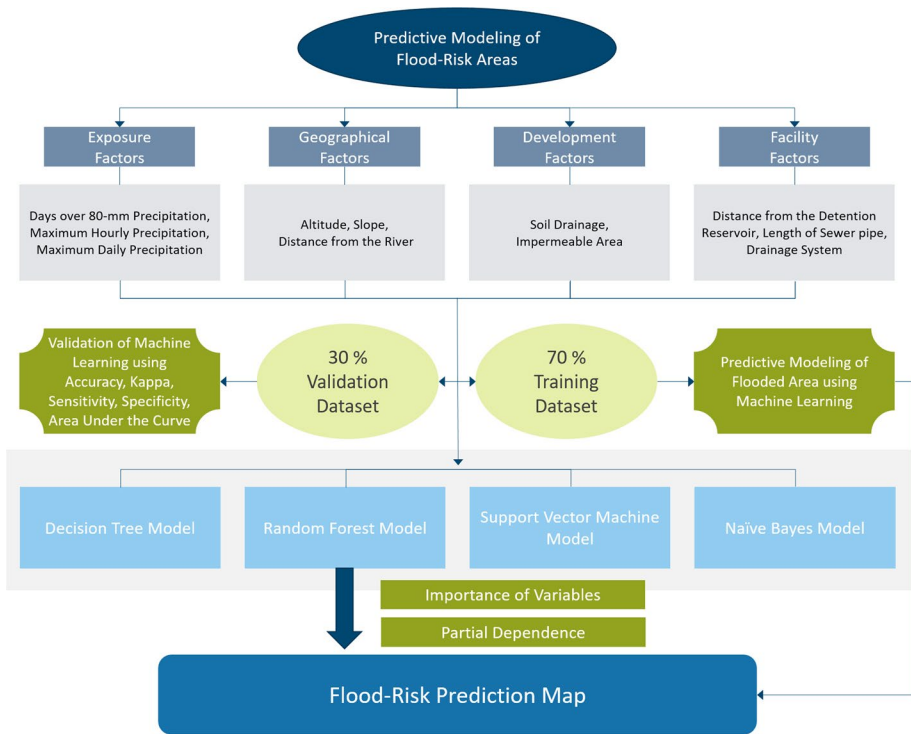 Predictive Modeling of
Flood-Risk Areas
Exposure
Factors
Geographical
Factors
Development
Factors
Facility
Factors
Days over 80-mm Precipitation,
Maximum Hourly Precipitation,
Maximum Daily Precipitation
Altitude, Slope,
Distance from the River
Soil Drainage,
Impermeable Area
Distance from the Detention
Reservoir, Length of Sewer pipe,
Drainage System
Validation of Machine
Learning using
Accuracy, Kappa,
Sensitivity, Specificity,
Area Under the Curve
30 %
Validation
Dataset
70 %
Training
Dataset
Predictive Modeling of
Flooded Area using
Machine Learning
Decision Tree Model
Random Forest Model
Support Vector Machine
Model
Naïve Bayes Model
Importance of Variables
Partial Dependence
Flood-Risk Prediction Map